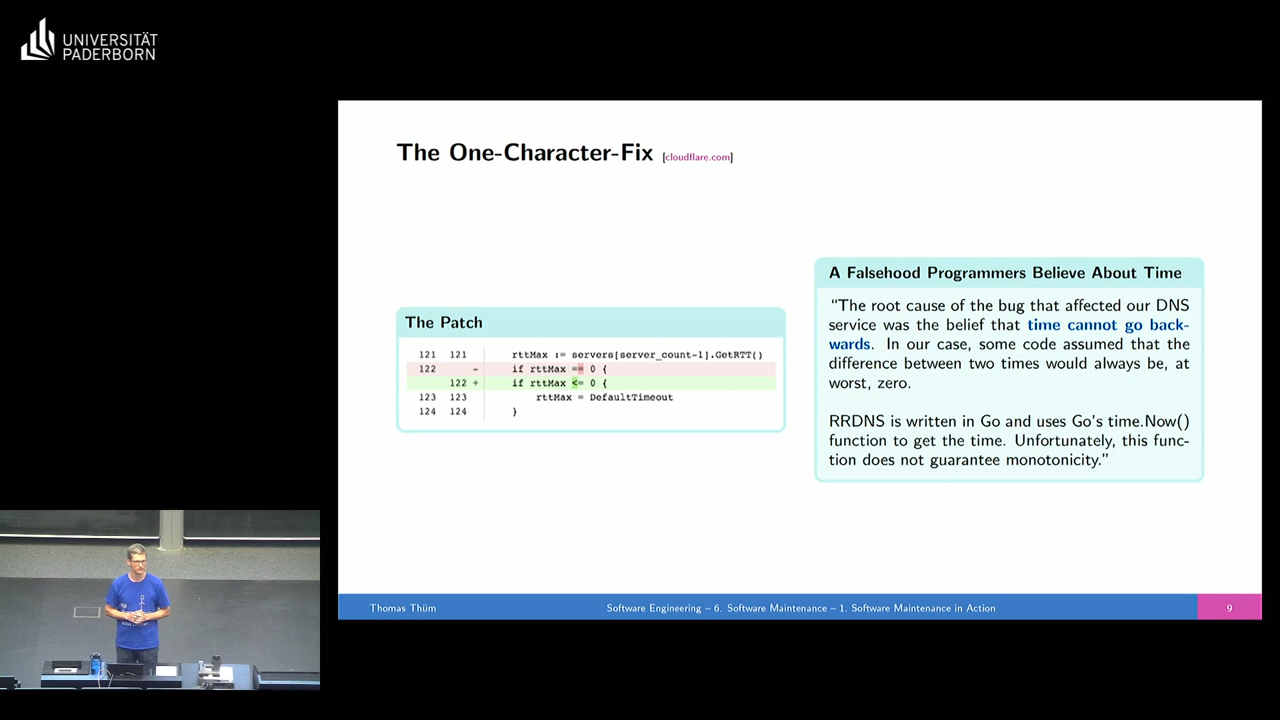 UNIVERSITÄT
PADERBORN
The One-Character-Fix [cloudflare.com]
The Patch
121 121 rttMax := servers[server_count-1].GetRTT()
122 - if rttMax == 0 {
122 + if rttMax <= 0 {
123 123 rttMax = DefaultTimeout
124 124 }
A Falsehood Programmers Believe About Time
“The root cause of the bug that affected our DNS
service was the belief that time cannot go back-
wards. In our case, some code assumed that the
difference between two times would always be, at
worst, zero.
RRDNS is written in Go and uses Go's time.Now()
function to get the time. Unfortunately, this func-
tion does not guarantee monotonicity.”
Thomas Thüm
Software Engineering – 6. Software Maintenance – 1. Software Maintenance in Action
9